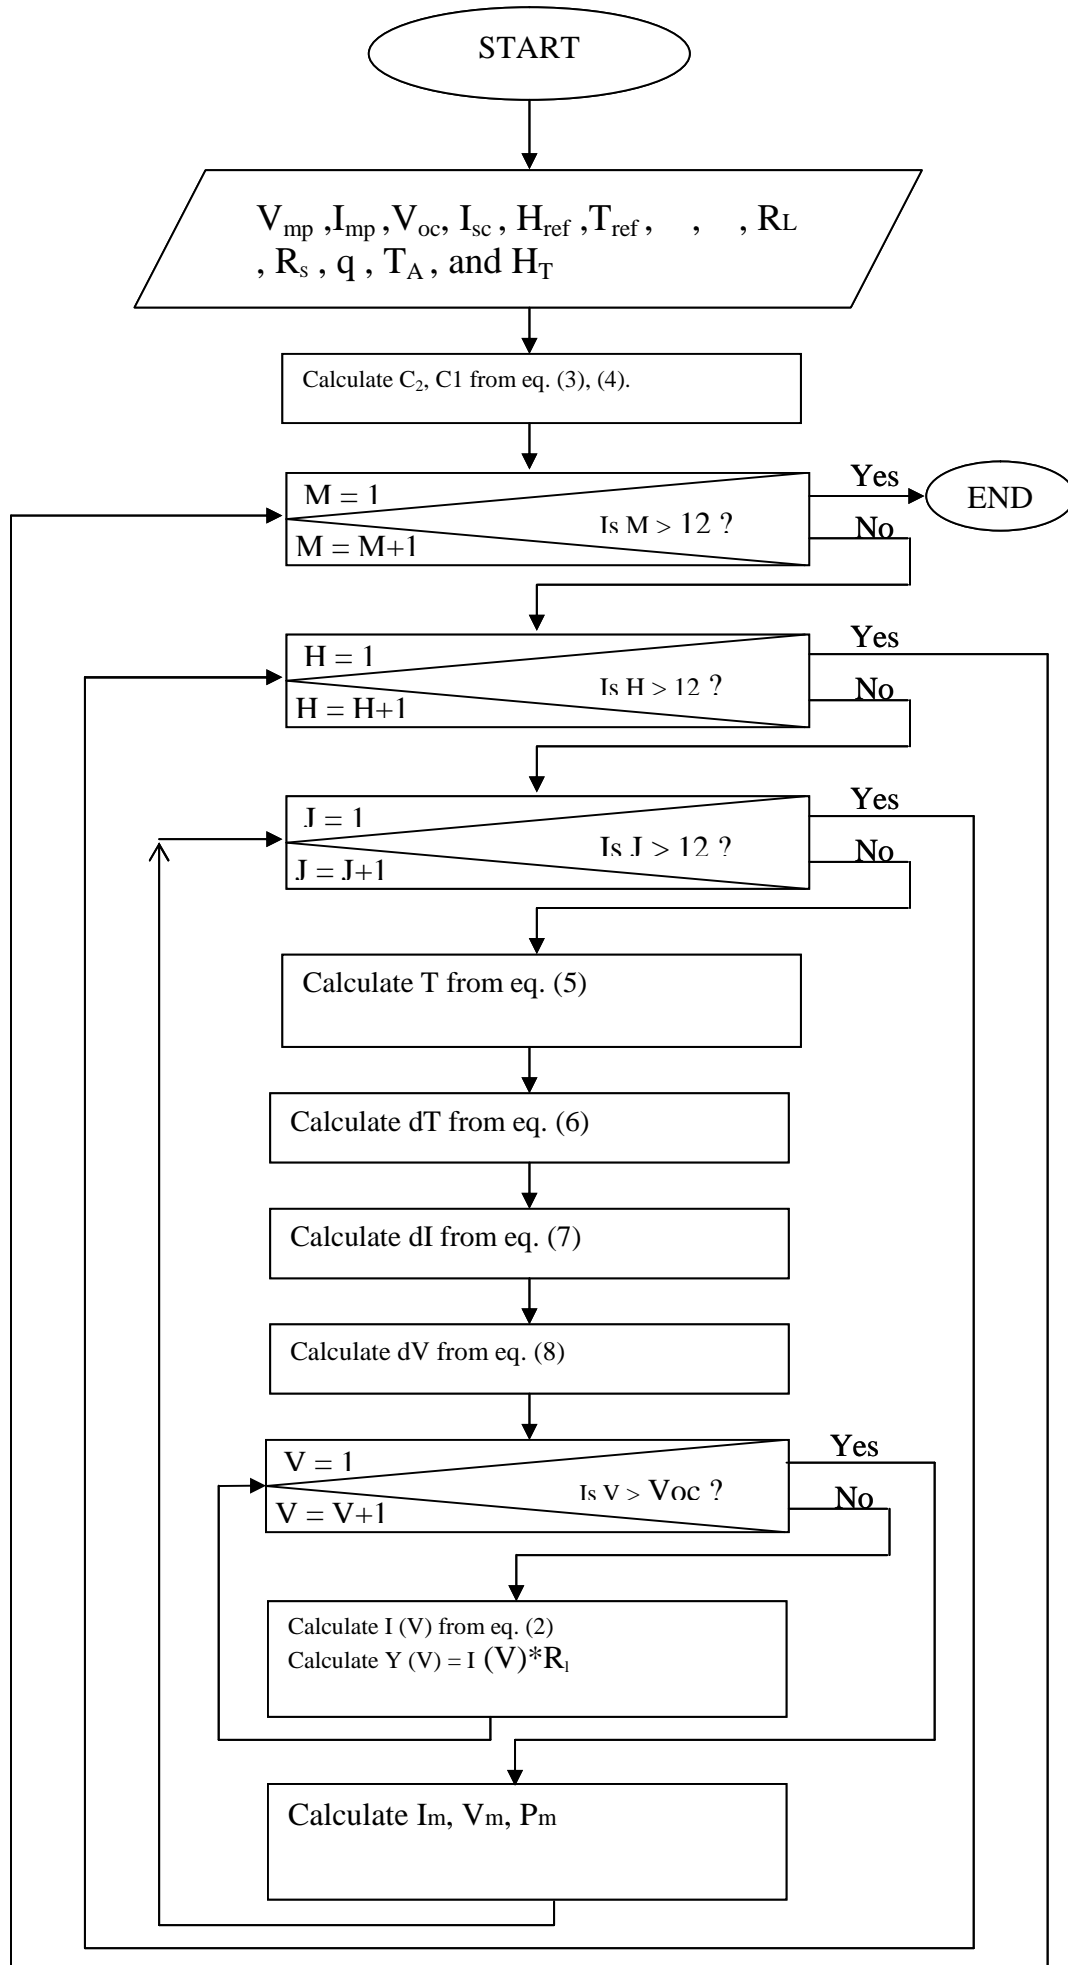 START
V_mp ,I_mp ,V_oc, I_sc , H_ref ,T_ref , , , R_L
, R_s , q , T_A , and H_T
Calculate C₂, C1 from eq. (3), (4).
M = 1
Yes
END
Is M > 12 ?
No
M = M+1
H = 1
Yes
Is H > 12 ?
No
H = H+1
J = 1
Yes
Is J > 12 ?
No
J = J+1
Calculate T from eq. (5)
Calculate dT from eq. (6)
Calculate dI from eq. (7)
Calculate dV from eq. (8)
V = 1
Yes
Is V > Voc ?
No
V = V+1
Calculate I (V) from eq. (2)
Calculate Y (V) = I (V)*R_l
Calculate Im, Vm, Pm